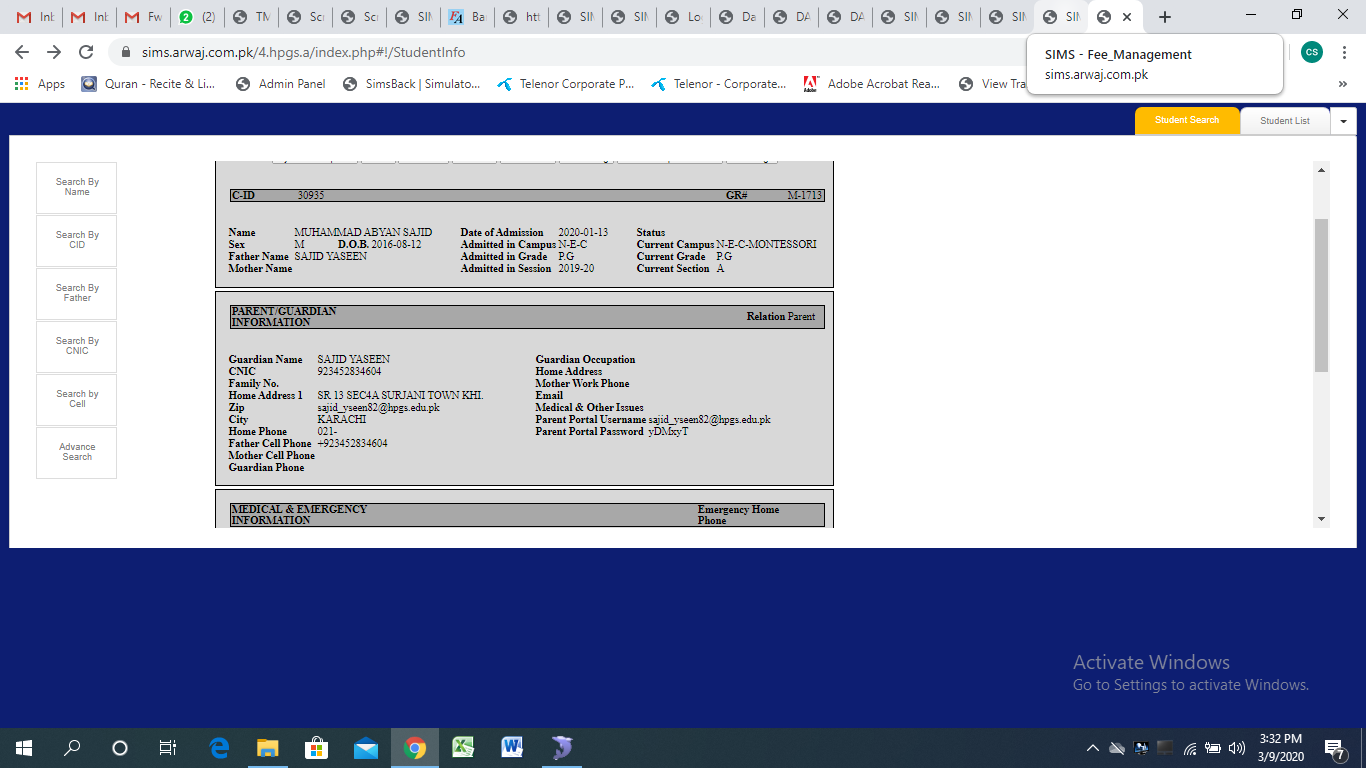 Inl
Inl
Fw
(2)
TM
Sc
Sc
SIM
Ba
htt
SIM
SIM
Lo
Da
DA
DA
SIM
SIM
SIM
SIM
sims.arwaj.com.pk/4.hpgs.a/index.php#!/StudentInfo
SIMS - Fee_Management
sims.arwaj.com.pk
CS
Apps
Quran - Recite & Li...
Admin Panel
SimsBack | Simulato...
Telenor Corporate P...
Telenor - Corporate...
Adobe Acrobat Rea...
View Tra
»
Student Search
Student List
Search By Name
Search By CID
Search By Father
Search By CNIC
Search by Cell
Advance Search
C-ID 30935 GR# M-1713
Name MUHAMMAD ABYAN SAJID Date of Admission 2020-01-13 Status
Sex M D.O.B. 2016-08-12 Admitted in Campus N-E-C Current Campus N-E-C-MONTESSORI
Father Name SAJID YASEEN Admitted in Grade P.G Current Grade P.G
Mother Name Admitted in Session 2019-20 Current Section A
PARENT/GUARDIAN INFORMATION Relation Parent
Guardian Name SAJID YASEEN Guardian Occupation
CNIC 923452834604 Home Address
Family No. Mother Work Phone
Home Address 1 SR 13 SEC4A SURJANI TOWN KHI. Email
Zip sajid_yseen82@hpgs.edu.pk Medical & Other Issues
City KARACHI Parent Portal Username sajid_yseen82@hpgs.edu.pk
Home Phone 021- Parent Portal Password yDMxyT
Father Cell Phone +923452834604
Mother Cell Phone
Guardian Phone
MEDICAL & EMERGENCY INFORMATION Emergency Home Phone
Activate Windows
Go to Settings to activate Windows.
3:32 PM
3/9/2020
7